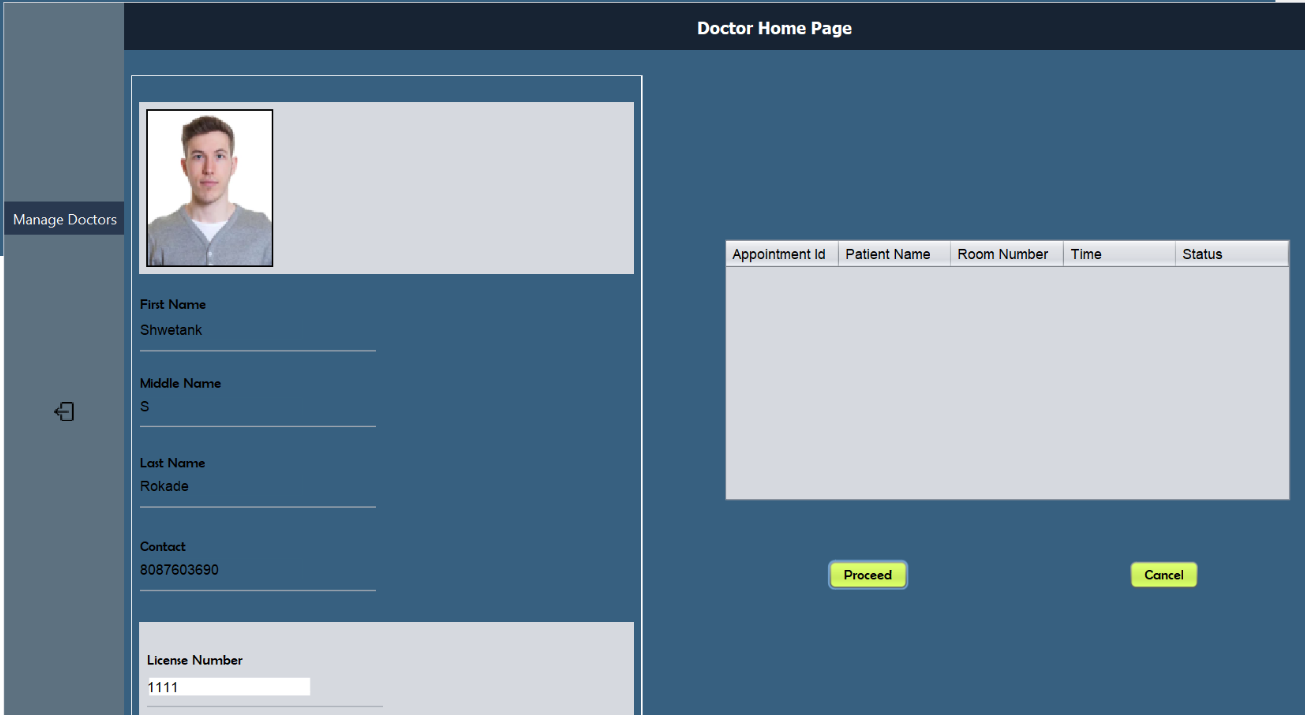 Doctor Home Page
Manage Doctors
First Name
Shwetank
Middle Name
S
Last Name
Rokade
Contact
8087603690
License Number
1111
Appointment Id Patient Name Room Number Time Status
Proceed Cancel